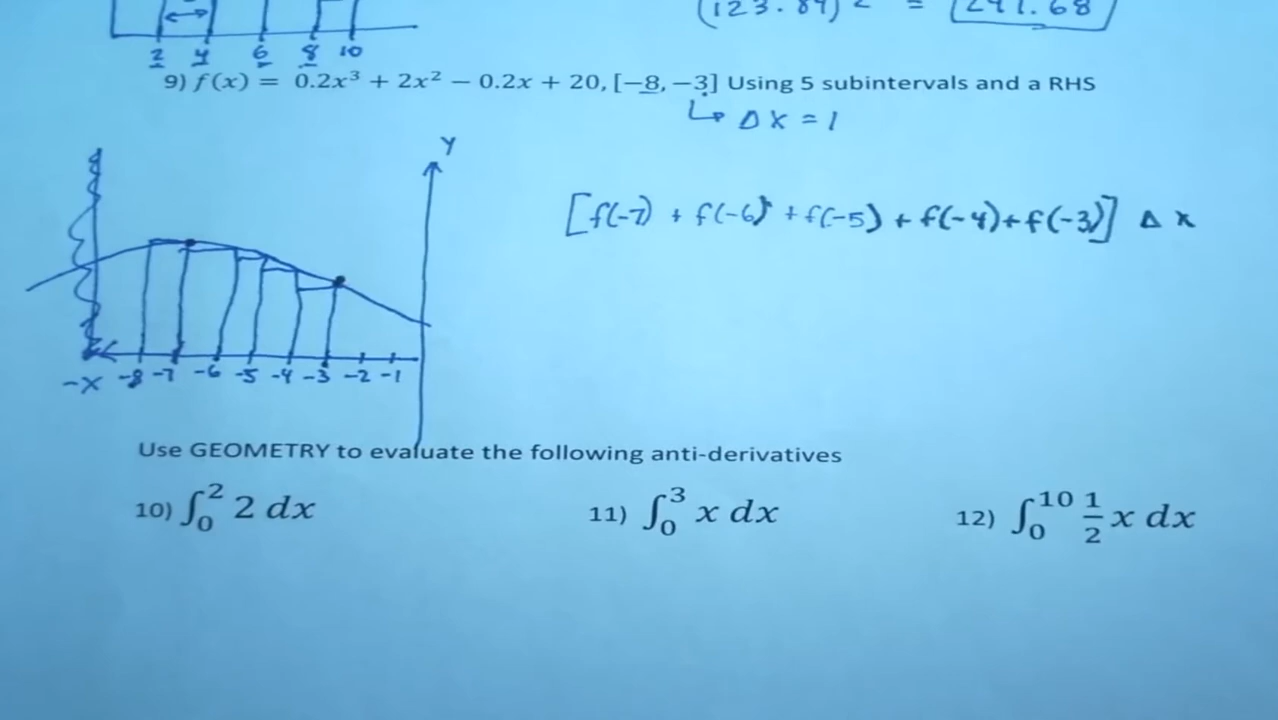 (123.84) 2 = 247.68
2 4 6 8 10
9) f(x) = 0.2x³ + 2x² − 0.2x + 20, [−8, −3] Using 5 subintervals and a RHS
Δx = 1
y
[f(-7) + f(-6) + f(-5) + f(-4) + f(-3)] Δx
-x -8 -7 -6 -5 -4 -3 -2 -1
Use GEOMETRY to evaluate the following anti-derivatives
10) ∫₀² 2 dx 11) ∫₀³ x dx 12) ∫₀¹⁰ ½x dx